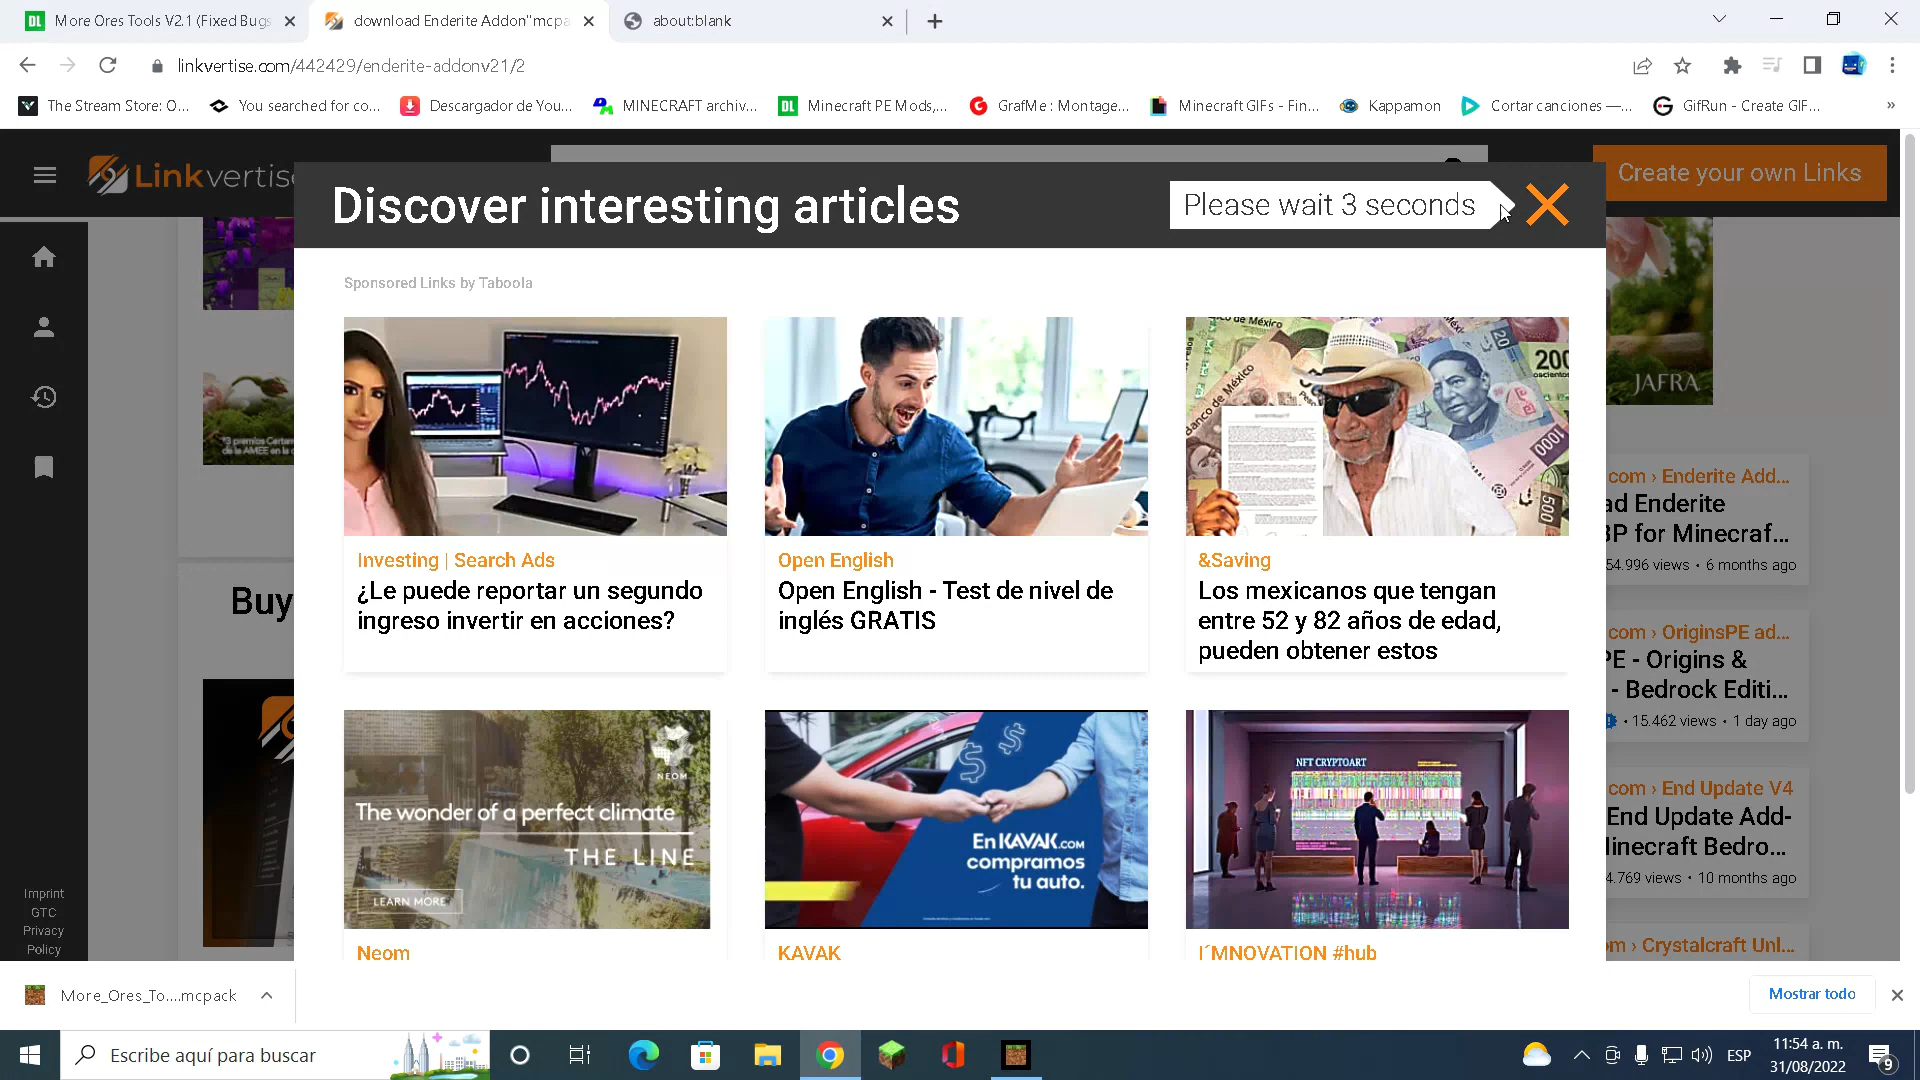 More Ores Tools V2.1 (Fixed Bugs
download Enderite Addon"mcpa
about:blank
linkvertise.com/442429/enderite-addonv21/2
The Stream Store: O...
You searched for co...
Descargador de You...
MINECRAFT archiv...
Minecraft PE Mods,...
GrafMe : Montage...
Minecraft GIFs - Fin...
Kappamon
Cortar canciones —...
GifRun - Create GIF...
»
Linkvertise
Discover interesting articles
Please wait 3 seconds
Create your own Links
Sponsored Links by Taboola
JAFRA
Banco de México
NFT CRYPTOART
Investing | Search Ads
¿Le puede reportar un segundo
ingreso invertir en acciones?
Open English
Open English - Test de nivel de
inglés GRATIS
&Saving
Los mexicanos que tengan
entre 52 y 82 años de edad,
pueden obtener estos
com › Enderite Add...
ad Enderite
BP for Minecraf...
54.996 views • 6 months ago
com › OriginsPE ad...
PE - Origins &
- Bedrock Editi...
• 15.462 views • 1 day ago
com › End Update V4
End Update Add-
Minecraft Bedro...
4.769 views • 10 months ago
om › Crystalcraft Unl...
Buy
NEOM
The wonder of a perfect climate
THE LINE
LEARN MORE
En KAVAK.COM
compramos
tu auto.
Neom
KAVAK
I´MNOVATION #hub
Imprint
GTC
Privacy
Policy
More_Ores_To....mcpack
Mostrar todo
Escribe aquí para buscar
ESP
11:54 a. m.
31/08/2022
9